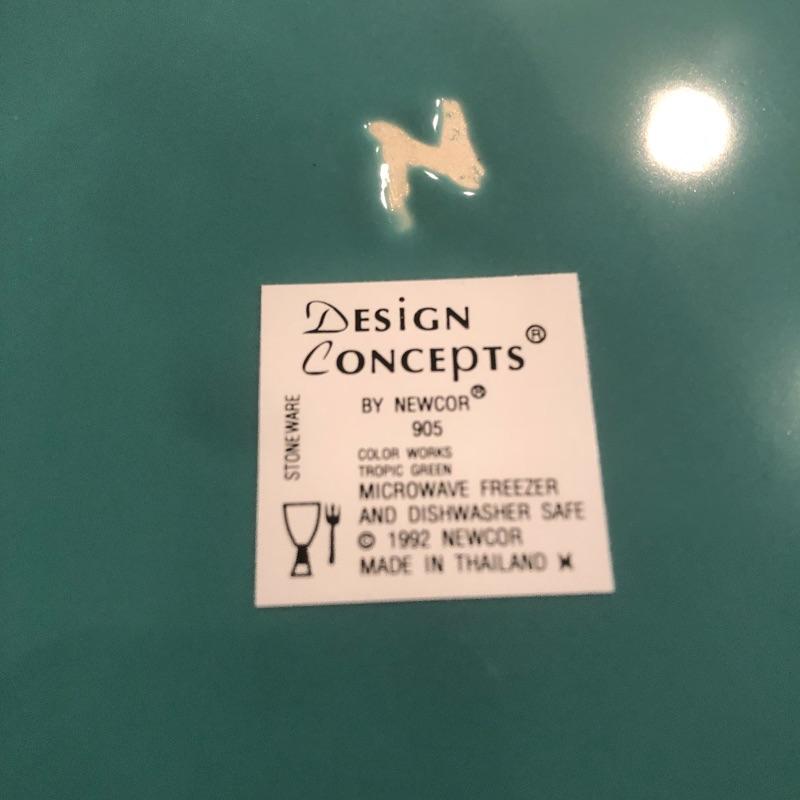 N
DESiGN
CONCEPTS®
STONEWARE
BY NEWCOR®
905
COLOR WORKS
TROPIC GREEN
MICROWAVE FREEZER
AND DISHWASHER SAFE
© 1992 NEWCOR
MADE IN THAILAND